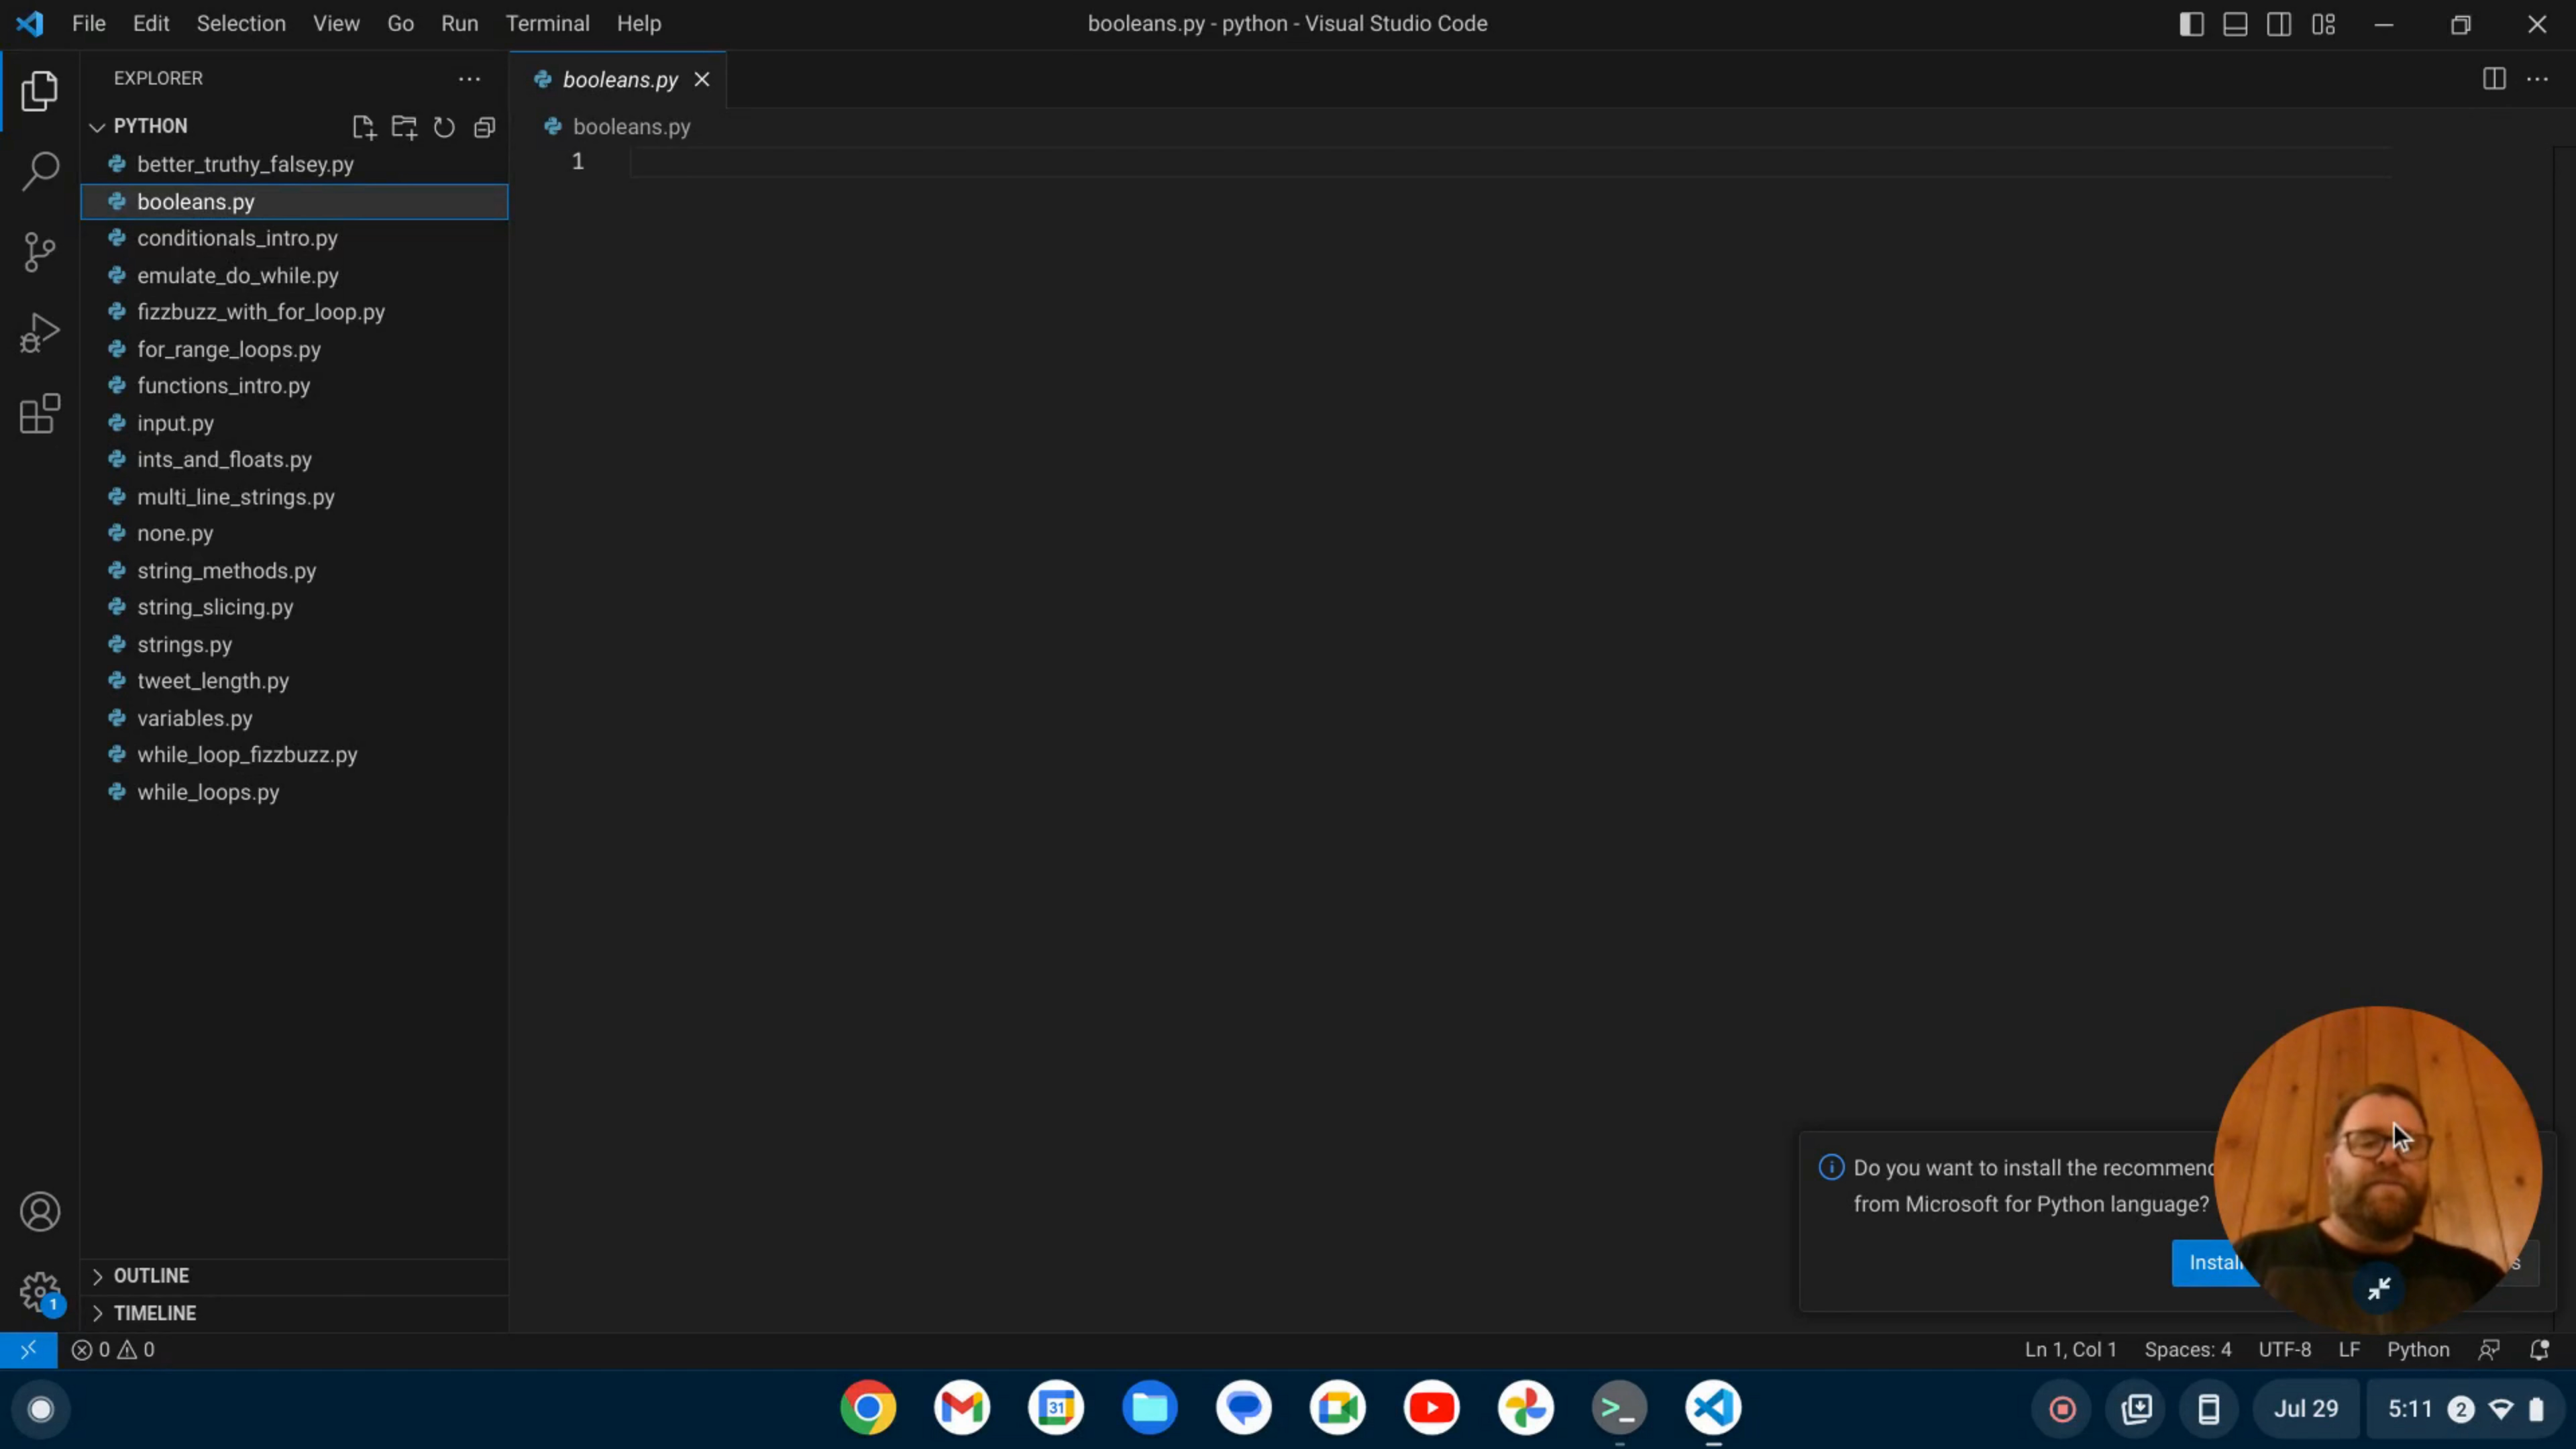 File Edit Selection View Go Run Terminal Help
booleans.py - python - Visual Studio Code
EXPLORER
PYTHON
better_truthy_falsey.py
booleans.py
conditionals_intro.py
emulate_do_while.py
fizzbuzz_with_for_loop.py
for_range_loops.py
functions_intro.py
input.py
ints_and_floats.py
multi_line_strings.py
none.py
string_methods.py
string_slicing.py
strings.py
tweet_length.py
variables.py
while_loop_fizzbuzz.py
while_loops.py
OUTLINE
TIMELINE
booleans.py
booleans.py
1
Do you want to install the
from Microsoft for Python language?
Install
1
0 0
Ln 1, Col 1 Spaces: 4 UTF-8 LF Python
31
Jul 29
5:11 2